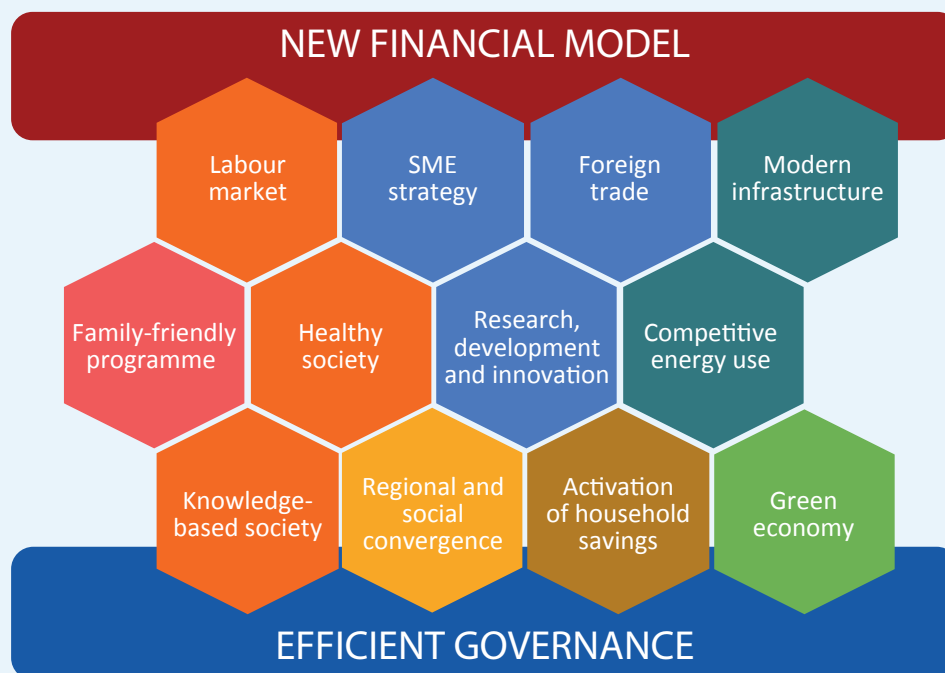 NEW FINANCIAL MODEL
Labour
market
SME
strategy
Foreign
trade
Modern
infrastructure
Family-friendly
programme
Healthy
society
Research,
development
and innovation
Competitive
energy use
Knowledge-
based society
Regional and
social
convergence
Activation
of household
savings
Green
economy
EFFICIENT GOVERNANCE